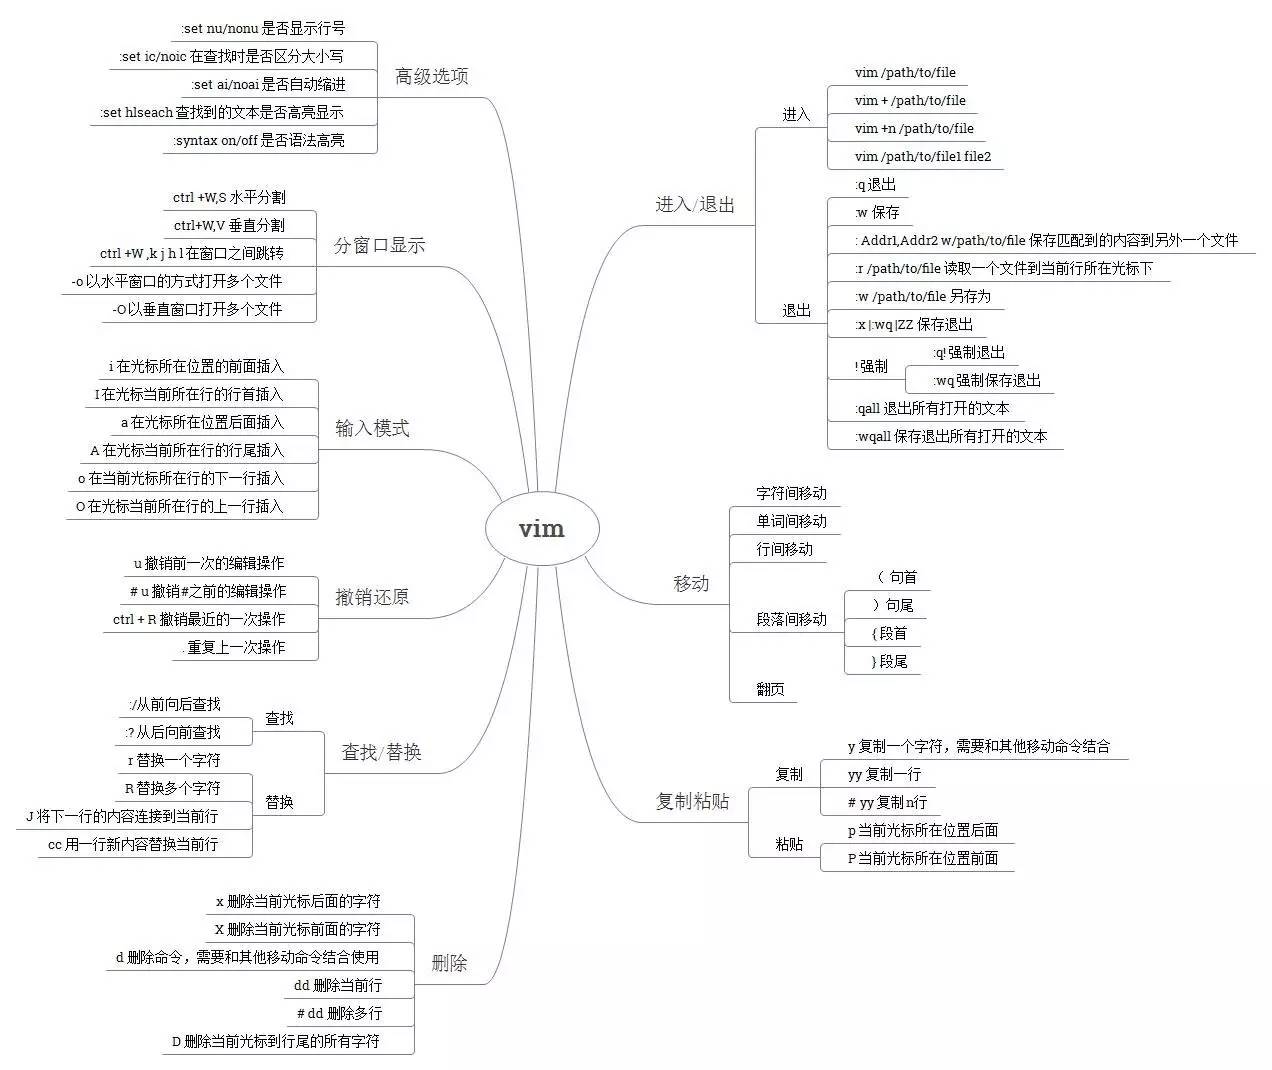 vim
高级选项
:set nu/nonu 是否显示行号
:set ic/noic 在查找时是否区分大小写
:set ai/noai 是否自动缩进
:set hlseach 查找到的文本是否高亮显示
:syntax on/off 是否语法高亮
分窗口显示
ctrl +W,S 水平分割
ctrl+W,V 垂直分割
ctrl +W ,k j h l 在窗口之间跳转
-o 以水平窗口的方式打开多个文件
-O 以垂直窗口打开多个文件
输入模式
i 在光标所在位置的前面插入
I 在光标当前所在行的行首插入
a 在光标所在位置后面插入
A 在光标当前所在行的行尾插入
o 在当前光标所在行的下一行插入
O 在光标当前所在行的上一行插入
撤销还原
u 撤销前一次的编辑操作
# u 撤销#之前的编辑操作
ctrl + R 撤销最近的一次操作
. 重复上一次操作
查找/替换
查找
:/从前向后查找
:? 从后向前查找
替换
r 替换一个字符
R 替换多个字符
J 将下一行的内容连接到当前行
cc 用一行新内容替换当前行
删除
x 删除当前光标后面的字符
X 删除当前光标前面的字符
d 删除命令，需要和其他移动命令结合使用
dd 删除当前行
# dd 删除多行
D 删除当前光标到行尾的所有字符
进入/退出
进入
vim /path/to/file
vim + /path/to/file
vim +n /path/to/file
vim /path/to/file1 file2
退出
:q 退出
:w 保存
: Addr1,Addr2 w/path/to/file 保存匹配到的内容到另外一个文件
:r /path/to/file 读取一个文件到当前行所在光标下
:w /path/to/file 另存为
:x |:wq |ZZ 保存退出
! 强制
:q! 强制退出
:wq 强制保存退出
:qall 退出所有打开的文本
:wqall 保存退出所有打开的文本
移动
字符间移动
单词间移动
行间移动
段落间移动
（ 句首
）句尾
{ 段首
} 段尾
翻页
复制粘贴
复制
y 复制一个字符，需要和其他移动命令结合
yy 复制一行
# yy 复制n行
粘贴
p 当前光标所在位置后面
P 当前光标所在位置前面